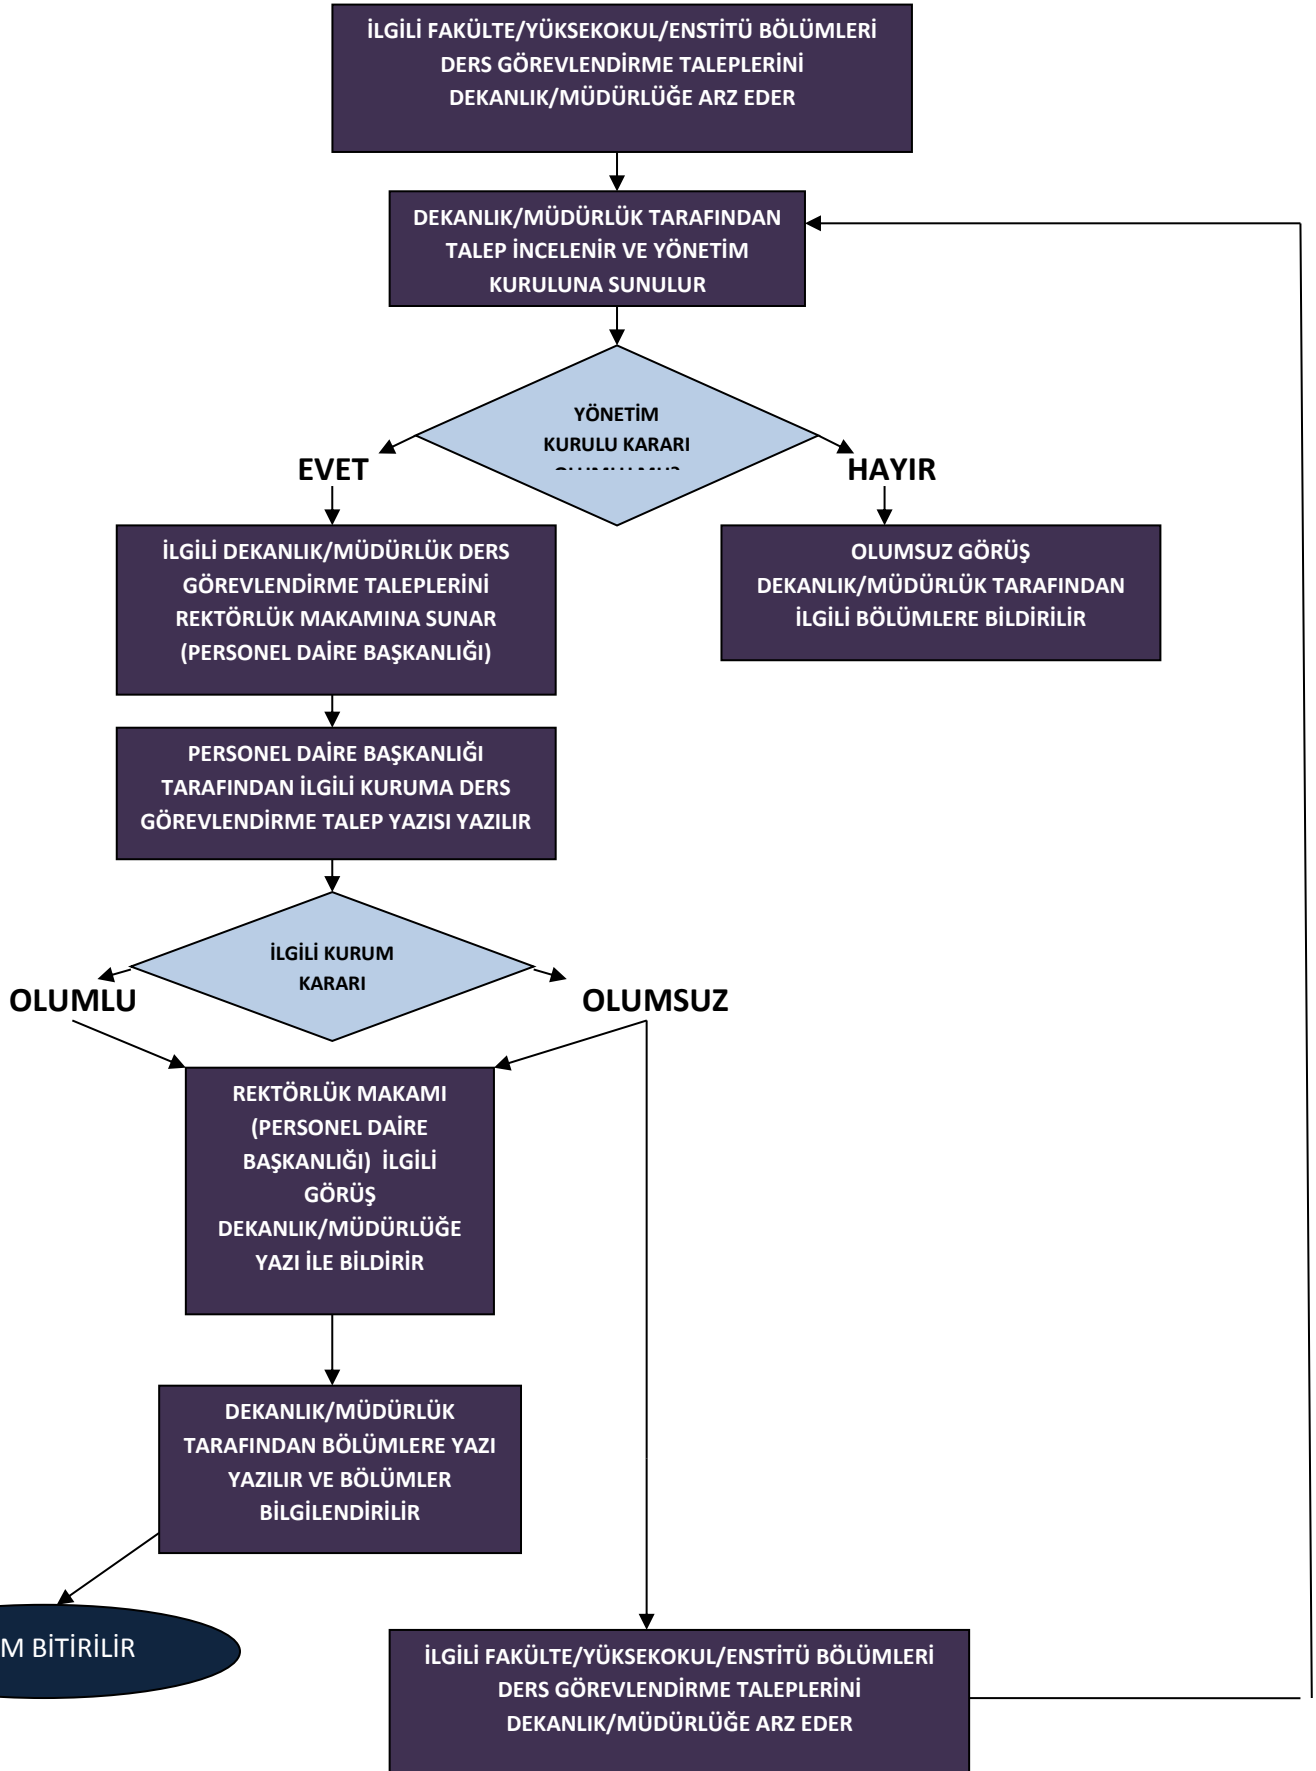 İLGİLİ FAKÜLTE/YÜKSEKOKUL/ENSTİTÜ BÖLÜMLERİ
DERS GÖREVLENDİRME TALEPLERİNİ
DEKANLIK/MÜDÜRLÜĞE ARZ EDER
DEKANLIK/MÜDÜRLÜK TARAFINDAN
TALEP İNCELENİR VE YÖNETİM
KURULUNA SUNULUR
YÖNETİM
KURULU KARARI
EVET
HAYIR
İLGİLİ DEKANLIK/MÜDÜRLÜK DERS
GÖREVLENDİRME TALEPLERİNİ
REKTÖRLÜK MAKAMINA SUNAR
(PERSONEL DAİRE BAŞKANLIĞI)
OLUMSUZ GÖRÜŞ
DEKANLIK/MÜDÜRLÜK TARAFINDAN
İLGİLİ BÖLÜMLERE BİLDİRİLİR
PERSONEL DAİRE BAŞKANLIĞI
TARAFINDAN İLGİLİ KURUMA DERS
GÖREVLENDİRME TALEP YAZISI YAZILIR
İLGİLİ KURUM
KARARI
OLUMLU
OLUMSUZ
REKTÖRLÜK MAKAMI
(PERSONEL DAİRE
BAŞKANLIĞI) İLGİLİ
GÖRÜŞ
DEKANLIK/MÜDÜRLÜĞE
YAZI İLE BİLDİRİR
DEKANLIK/MÜDÜRLÜK
TARAFINDAN BÖLÜMLERE YAZI
YAZILIR VE BÖLÜMLER
BİLGİLENDİRİLİR
M BİTİRİLİR
İLGİLİ FAKÜLTE/YÜKSEKOKUL/ENSTİTÜ BÖLÜMLERİ
DERS GÖREVLENDİRME TALEPLERİNİ
DEKANLIK/MÜDÜRLÜĞE ARZ EDER